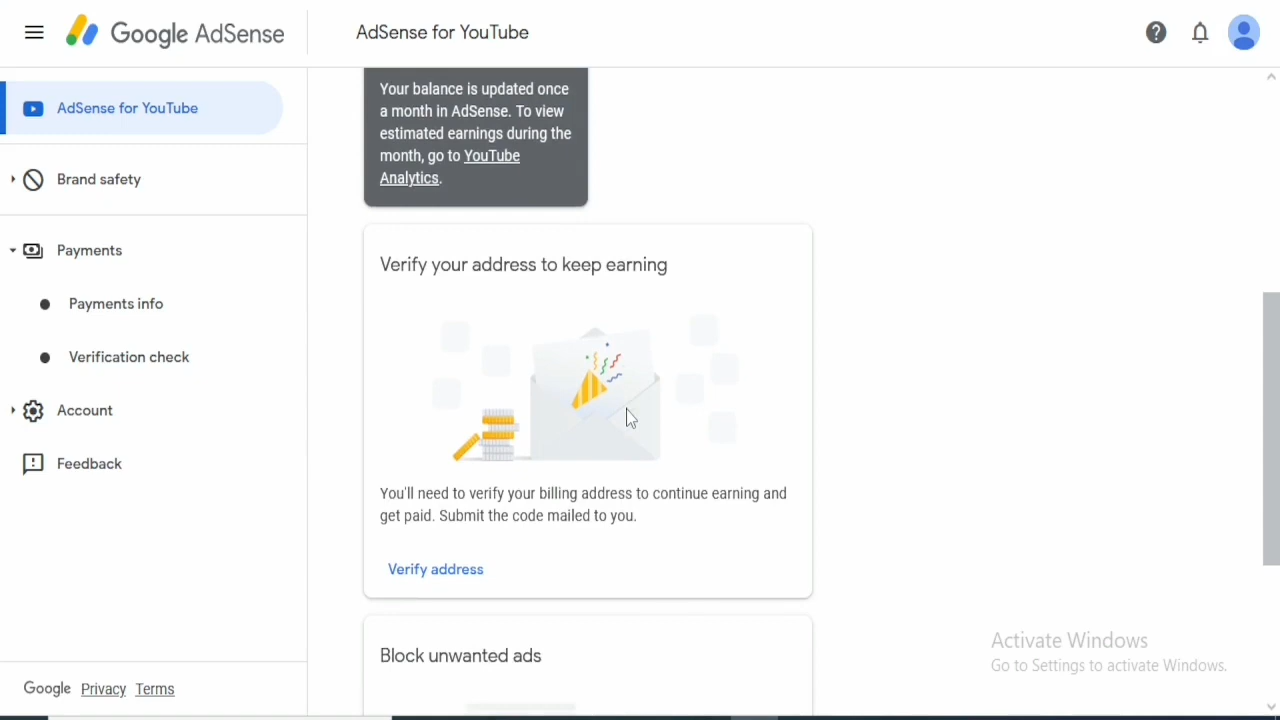 Google AdSense
AdSense for YouTube
AdSense for YouTube
Brand safety
Payments
Payments info
Verification check
Account
Feedback
Google Privacy Terms
Your balance is updated once
a month in AdSense. To view
estimated earnings during the
month, go to YouTube
Analytics.
Verify your address to keep earning
You'll need to verify your billing address to continue earning and
get paid. Submit the code mailed to you.
Verify address
Block unwanted ads
Activate Windows
Go to Settings to activate Windows.